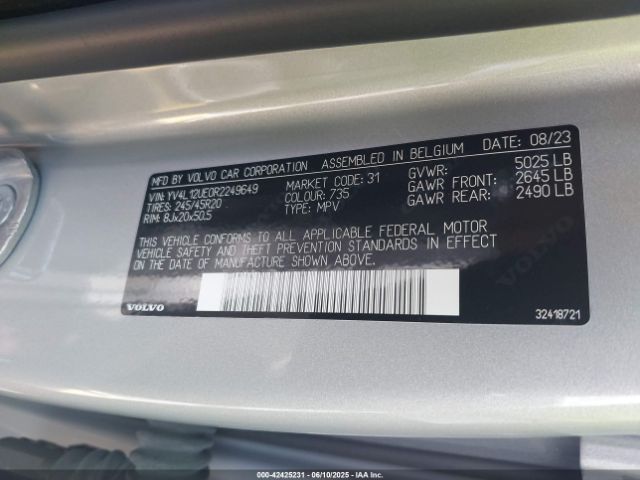 MFD BY VOLVO CAR CORPORATION ASSEMBLED IN BELGIUM DATE: 08/23
VIN: YV4L12UE0R2249649 MARKET CODE: 31 GVWR: 5025 LB
TIRES: 245/45R20 COLOUR: 735 GAWR FRONT: 2645 LB
RIM: 8Jx20x50.5 TYPE: MPV GAWR REAR: 2490 LB
THIS VEHICLE CONFORMS TO ALL APPLICABLE FEDERAL MOTOR
VEHICLE SAFETY AND THEFT PREVENTION STANDARDS IN EFFECT
ON THE DATE OF MANUFACTURE SHOWN ABOVE.
VOLVO 32418721
000-42425231 - 06/10/2025 - IAAI.COM